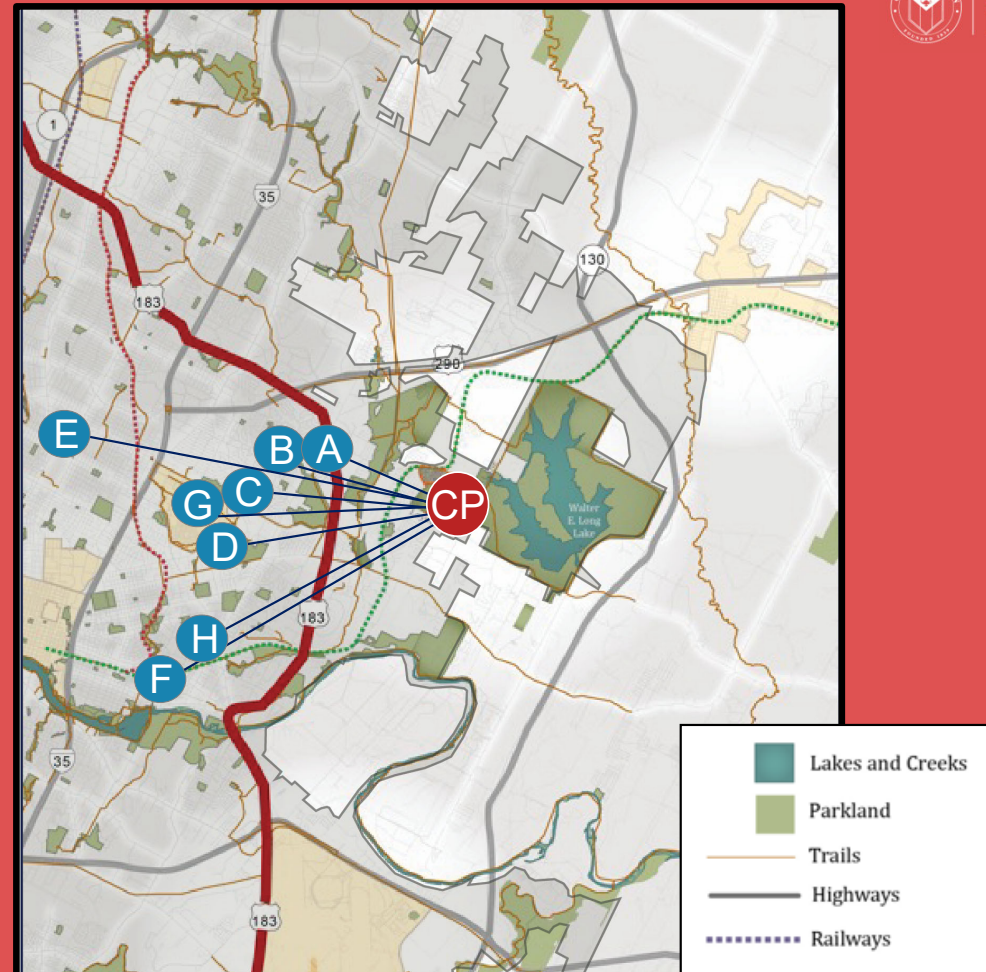 1
35
130
183
290
E
B
A
C
G
CP
D
Walter
E. Long
Lake
183
H
F
35
183
Lakes and Creeks
Parkland
Trails
Highways
Railways